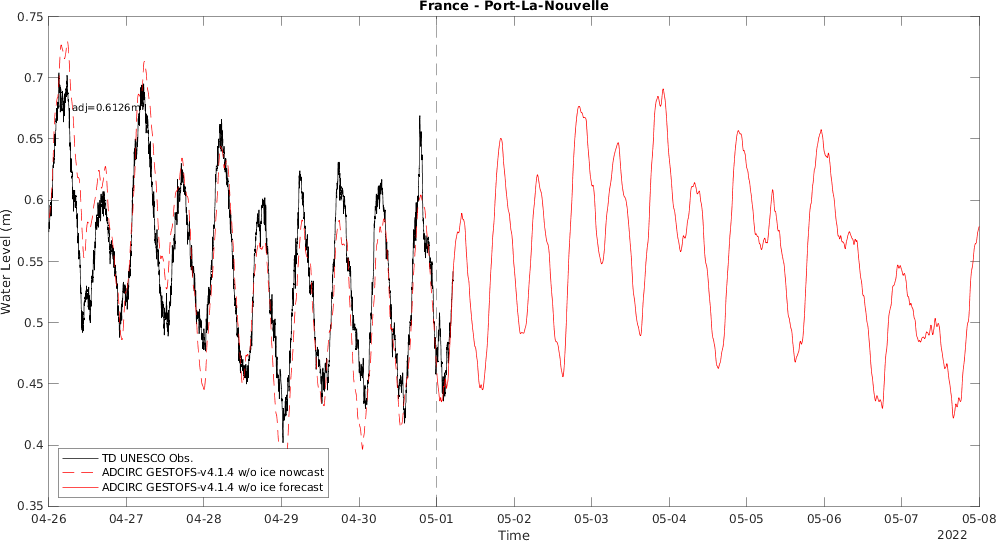 France - Port-La-Nouvelle
0.75
0.7
0.65
0.6
0.55
0.5
0.45
0.4
0.35
Water Level (m)
adj=0.6126m
TD UNESCO Obs.
ADCIRC GESTOFS-v4.1.4 w/o ice nowcast
ADCIRC GESTOFS-v4.1.4 w/o ice forecast
04-26 04-27 04-28 04-29 04-30 05-01 05-02 05-03 05-04 05-05 05-06 05-07 05-08
Time
2022